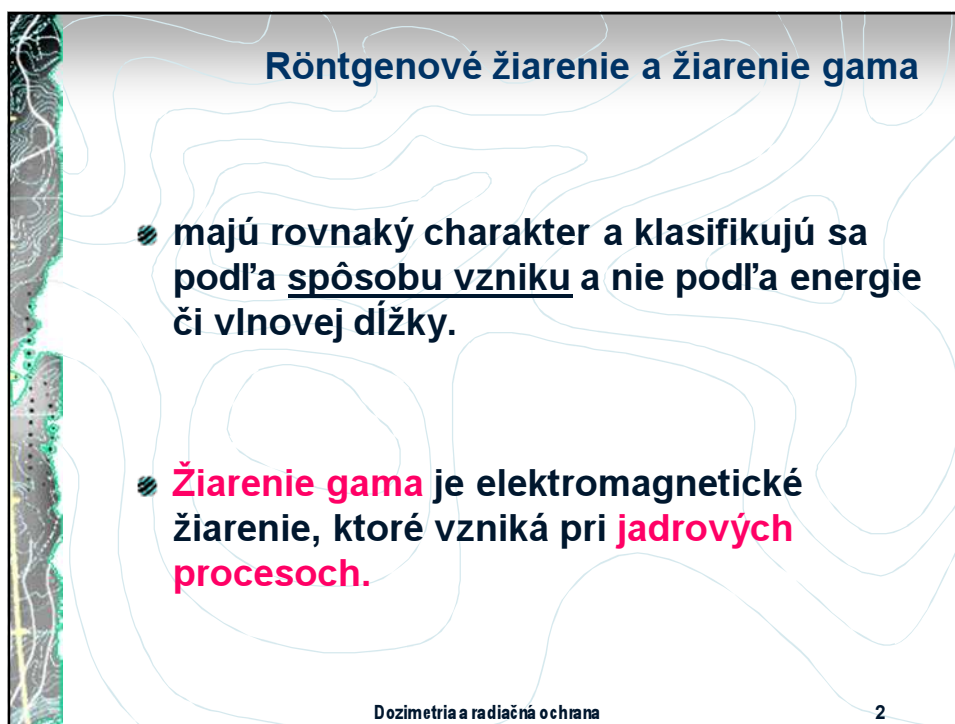 Röntgenové žiarenie a žiarenie gama
majú rovnaký charakter a klasifikujú sa
podľa spôsobu vzniku a nie podľa energie
či vlnovej dĺžky.
Žiarenie gama je elektromagnetické
žiarenie, ktoré vzniká pri jadrových
procesoch.
Dozimetria a radiačná ochrana 2